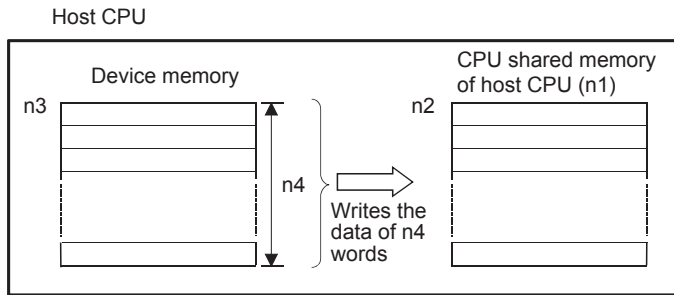 Host CPU
Device memory
CPU shared memory
of host CPU (n1)
n3
n2
n4
Writes the
data of n4
words